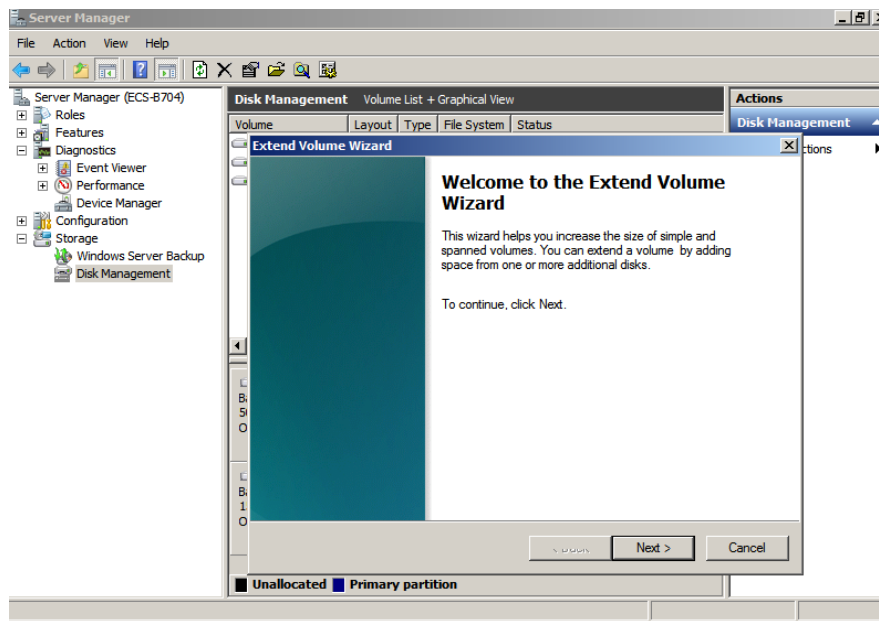 Server Manager
File Action View Help
Server Manager (ECS-B704)
Roles
Features
Diagnostics
Event Viewer
Performance
Device Manager
Configuration
Storage
Windows Server Backup
Disk Management
Disk Management Volume List + Graphical View
Volume Layout Type File System Status
Extend Volume Wizard
Welcome to the Extend Volume
Wizard
This wizard helps you increase the size of simple and
spanned volumes. You can extend a volume by adding
space from one or more additional disks.
To continue, click Next.
Next >
Cancel
Unallocated Primary partition
Actions
Disk Management